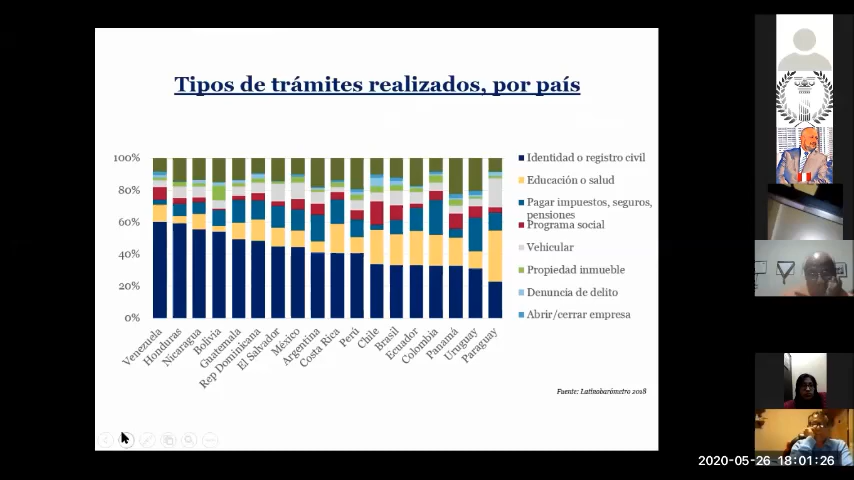 Tipos de trámites realizados, por país
100%
80%
60%
40%
20%
0%
Venezuela
Honduras
Nicaragua
Bolivia
Guatemala
Rep Dominicana
El Salvador
México
Argentina
Costa Rica
Perú
Chile
Brasil
Ecuador
Colombia
Panamá
Uruguay
Paraguay
Identidad o registro civil
Educación o salud
Pagar impuestos, seguros,
pensiones
Programa social
Vehicular
Propiedad inmueble
Denuncia de delito
Abrir/cerrar empresa
Fuente: Latinobarómetro 2018
2020-05-26 18:01:26